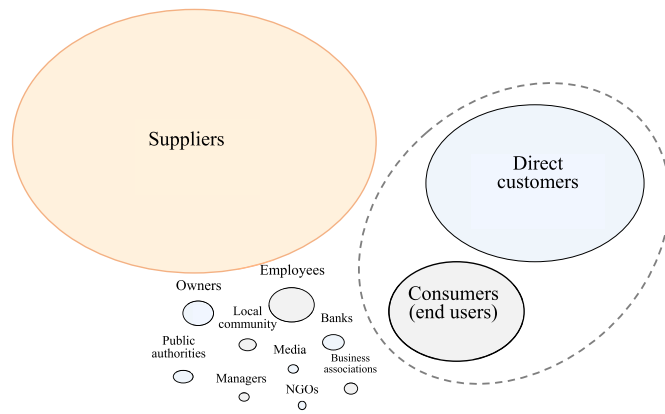 Suppliers
Direct
customers
Employees
Owners
Consumers
(end users)
Local
community
Banks
Public
authorities
Media
Business
associations
Managers
NGOs